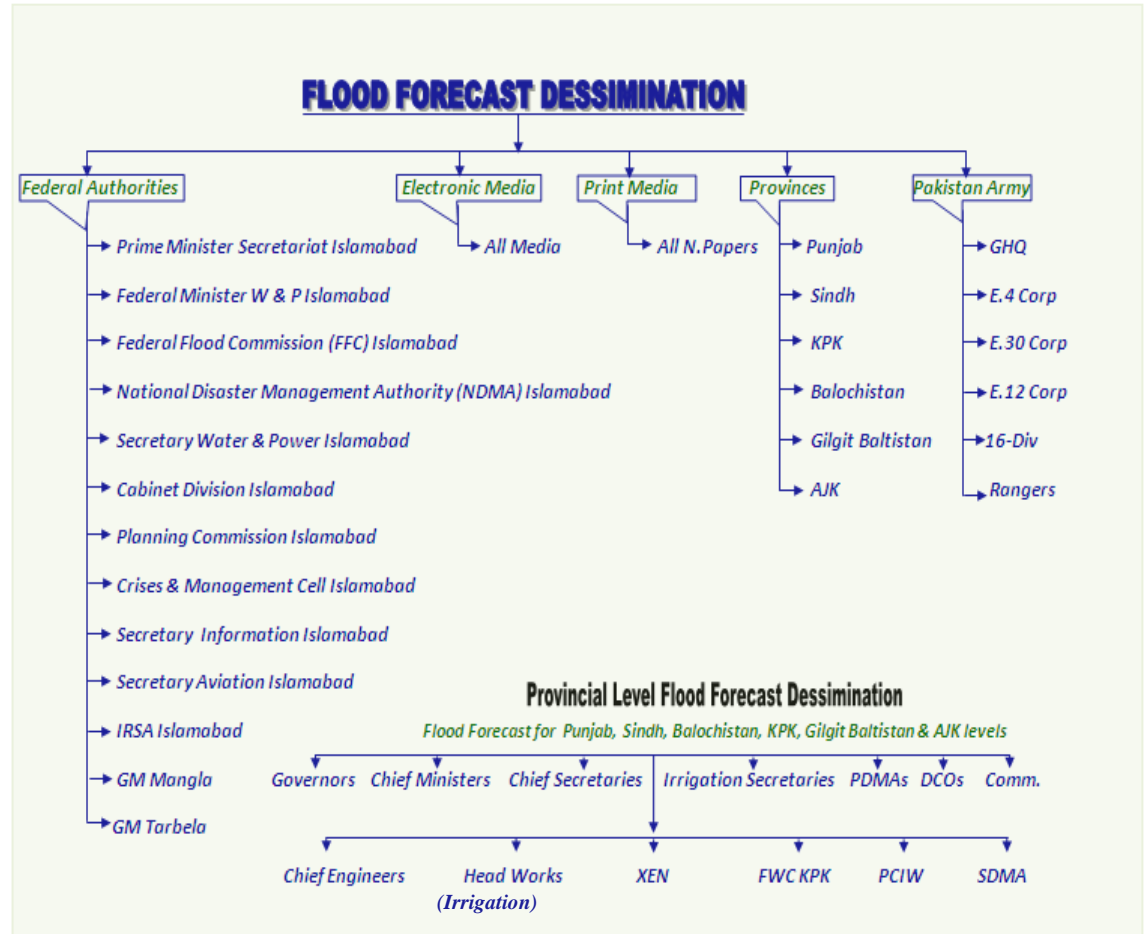 FLOOD FORECAST DESSIMINATION
Federal Authorities
Prime Minister Secretariat Islamabad
Federal Minister W & P Islamabad
Federal Flood Commission (FFC) Islamabad
National Disaster Management Authority (NDMA) Islamabad
Secretary Water & Power Islamabad
Cabinet Division Islamabad
Planning Commission Islamabad
Crises & Management Cell Islamabad
Secretary Information Islamabad
Secretary Aviation Islamabad
IRSA Islamabad
GM Mangla
GM Tarbela
Electronic Media
All Media
Print Media
All N.Papers
Provinces
Punjab
Sindh
KPK
Balochistan
Gilgit Baltistan
AJK
Pakistan Army
GHQ
E.4 Corp
E.30 Corp
E.12 Corp
16-Div
Rangers
Provincial Level Flood Forecast Dessimination
Flood Forecast for Punjab, Sindh, Balochistan, KPK, Gilgit Baltistan & AJK levels
Governors Chief Ministers Chief Secretaries Irrigation Secretaries PDMAs DCOs Comm.
Chief Engineers Head Works XEN FWC KPK PCIW SDMA
(Irrigation)